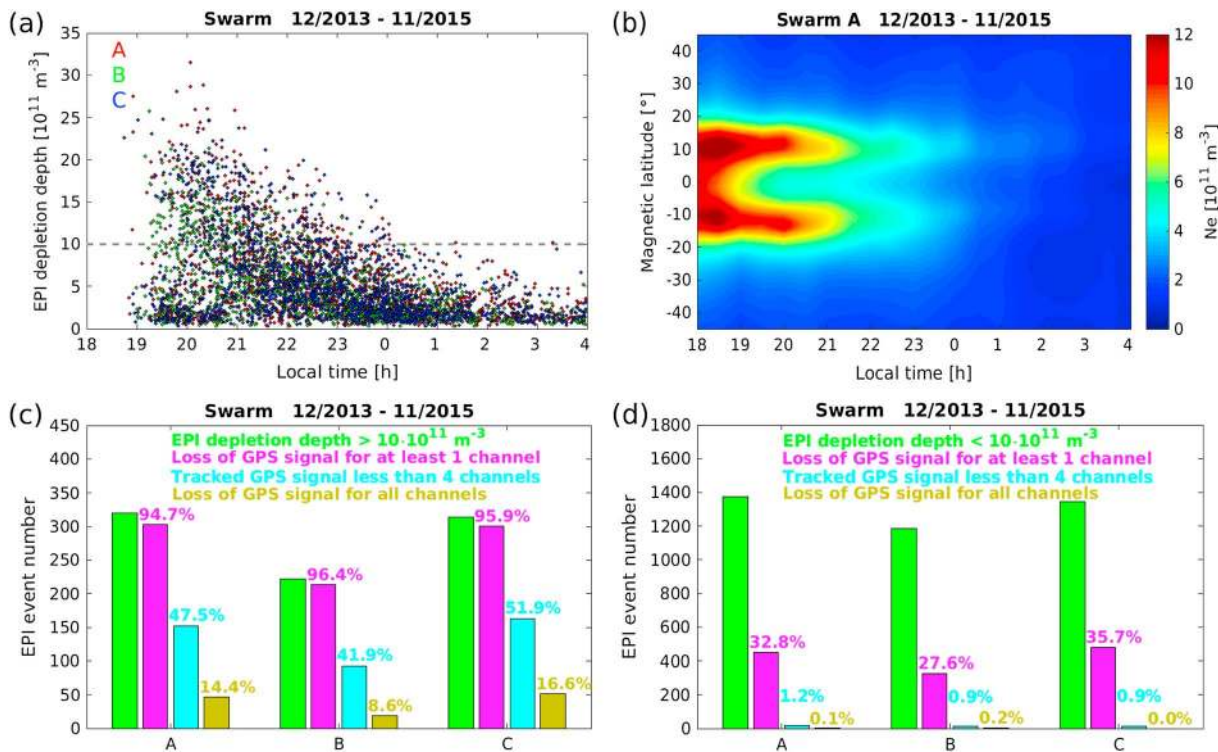 (a)
Swarm 12/2013 - 11/2015
EPI depletion depth [10¹¹ m⁻³]
35
30
25
20
15
10
5
0
A
B
C
18 19 20 21 22 23 0 1 2 3 4
Local time [h]
(b)
Swarm A 12/2013 - 11/2015
Magnetic latitude [°]
40
30
20
10
0
-10
-20
-30
-40
18 19 20 21 22 23 0 1 2 3 4
Local time [h]
12
10
8
6
4
2
0
Ne [10¹¹ m⁻³]
(c)
Swarm 12/2013 - 11/2015
EPI event number
450
400
350
300
250
200
150
100
50
0
EPI depletion depth > 10·10¹¹ m⁻³
Loss of GPS signal for at least 1 channel
Tracked GPS signal less than 4 channels
Loss of GPS signal for all channels
94.7%
47.5%
14.4%
96.4%
41.9%
8.6%
95.9%
51.9%
16.6%
A B C
(d)
Swarm 12/2013 - 11/2015
EPI event number
1800
1600
1400
1200
1000
800
600
400
200
0
EPI depletion depth < 10·10¹¹ m⁻³
Loss of GPS signal for at least 1 channel
Tracked GPS signal less than 4 channels
Loss of GPS signal for all channels
32.8%
1.2%
0.1%
27.6%
0.9%
0.2%
35.7%
0.9%
0.0%
A B C